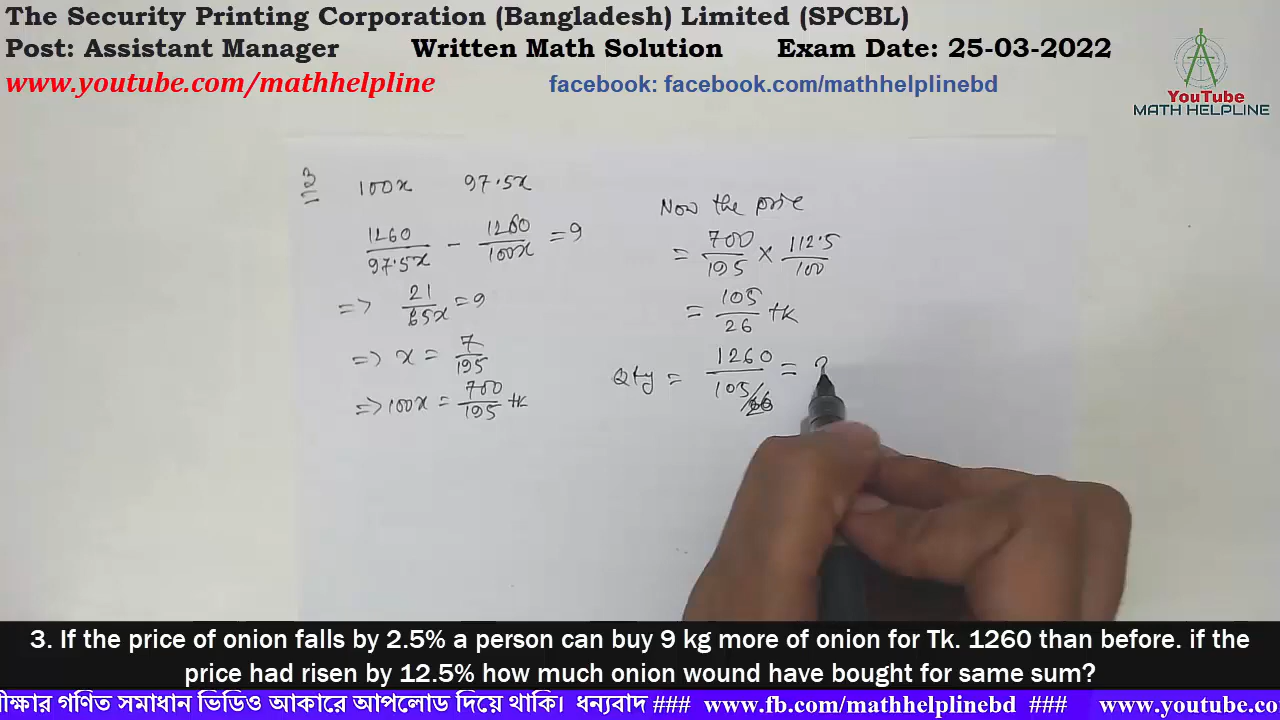 The Security Printing Corporation (Bangladesh) Limited (SPCBL)
Post: Assistant Manager Written Math Solution Exam Date: 25-03-2022
www.youtube.com/mathhelpline facebook: facebook.com/mathhelplinebd
YouTube
MATH HELPLINE
3
100x 97.5x
1260/97.5x - 1260/100x = 9
=> 21/65x = 9
=> x = 7/195
=> 100x = 700/195 tk
Now the price
= 700/195 × 112.5/100
= 105/26 tk
Qty = 1260/105/ =
3. If the price of onion falls by 2.5% a person can buy 9 kg more of onion for Tk. 1260 than before. if the
price had risen by 12.5% how much onion wound have bought for same sum?
ীক্ষার গণিত সমাধান ভিডিও আকারে আপলোড দিয়ে থাকি। ধন্যবাদ ### www.fb.com/mathhelplinebd ### www.youtube.co